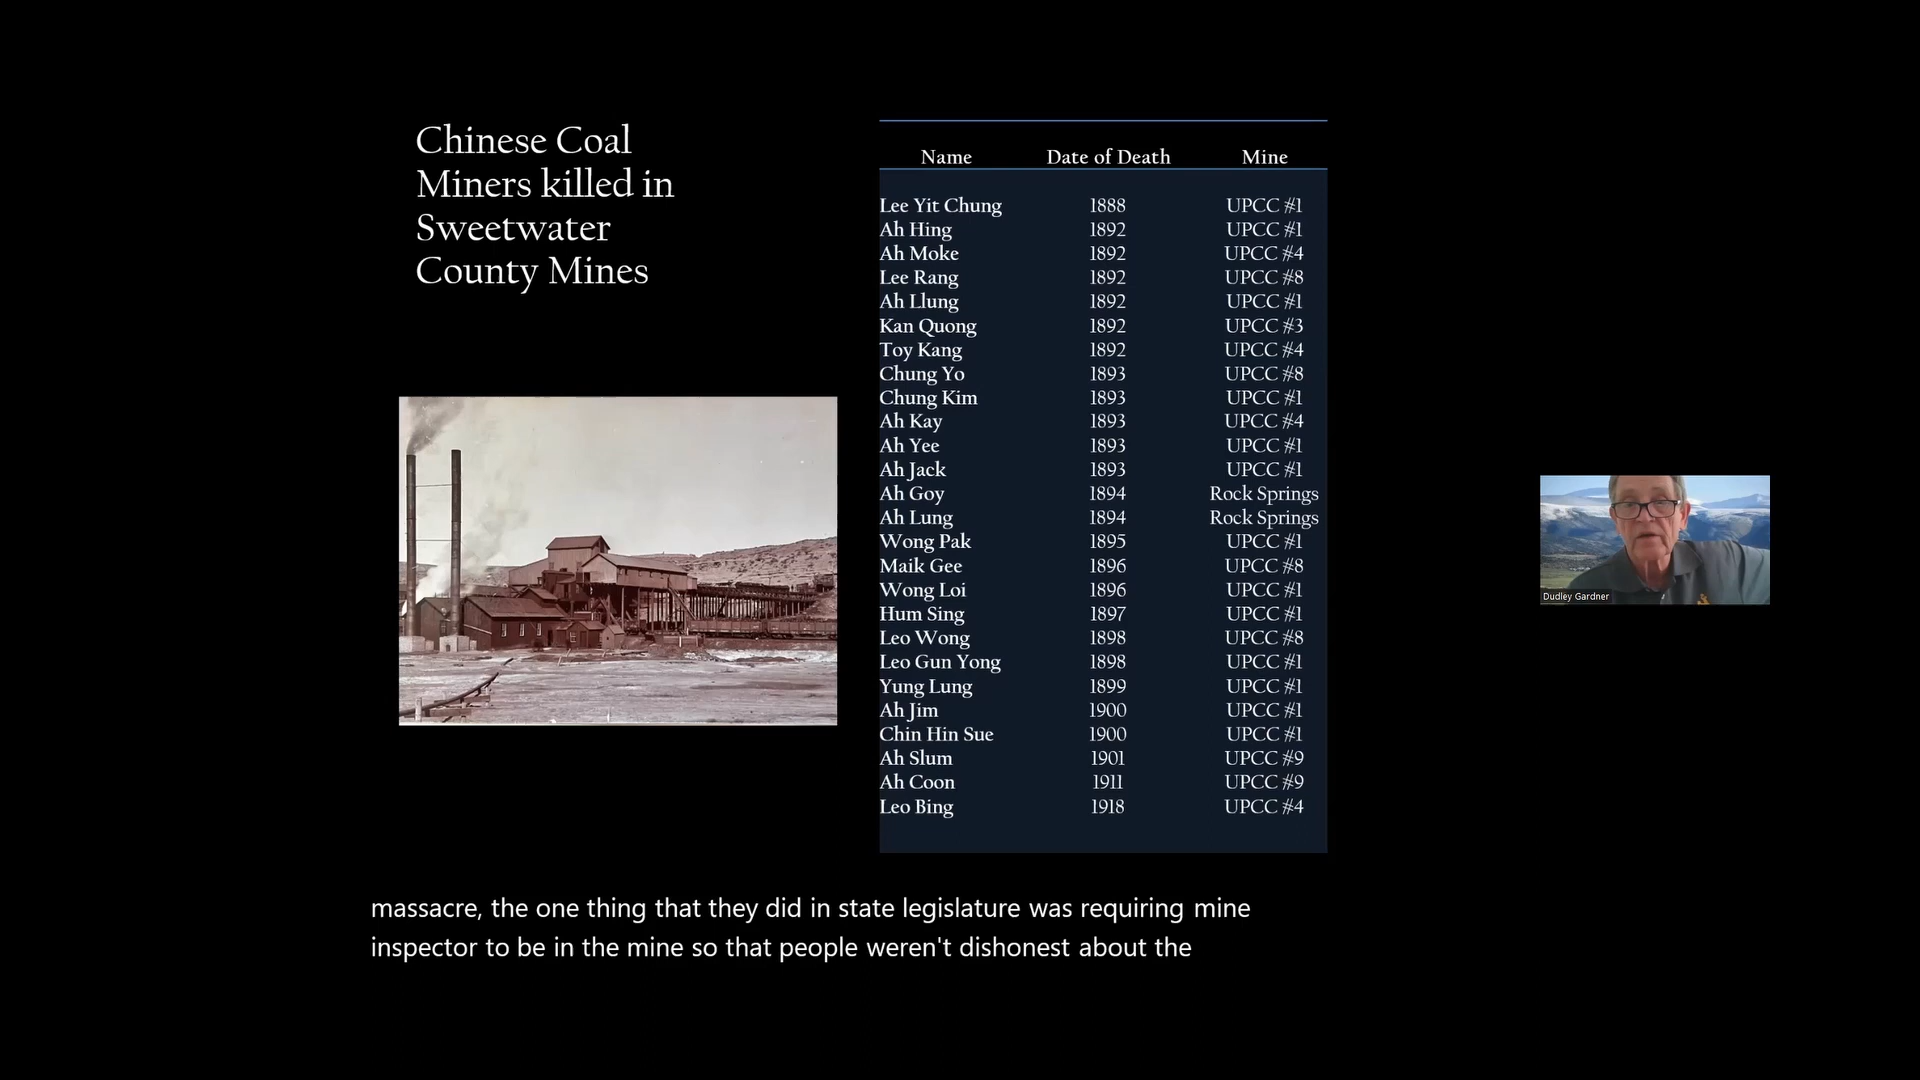 Chinese Coal
Miners killed in
Sweetwater
County Mines
Name Date of Death Mine
Lee Yit Chung 1888 UPCC #1
Ah Hing 1892 UPCC #1
Ah Moke 1892 UPCC #4
Lee Rang 1892 UPCC #8
Ah Llung 1892 UPCC #1
Kan Quong 1892 UPCC #3
Toy Kang 1892 UPCC #4
Chung Yo 1893 UPCC #8
Chung Kim 1893 UPCC #1
Ah Kay 1893 UPCC #4
Ah Yee 1893 UPCC #1
Ah Jack 1893 UPCC #1
Ah Goy 1894 Rock Springs
Ah Lung 1894 Rock Springs
Wong Pak 1895 UPCC #1
Maik Gee 1896 UPCC #8
Wong Loi 1896 UPCC #1
Hum Sing 1897 UPCC #1
Leo Wong 1898 UPCC #8
Leo Gun Yong 1898 UPCC #1
Yung Lung 1899 UPCC #1
Ah Jim 1900 UPCC #1
Chin Hin Sue 1900 UPCC #1
Ah Slum 1901 UPCC #9
Ah Coon 1911 UPCC #9
Leo Bing 1918 UPCC #4
Dudley Gardner
massacre, the one thing that they did in state legislature was requiring mine
inspector to be in the mine so that people weren't dishonest about the